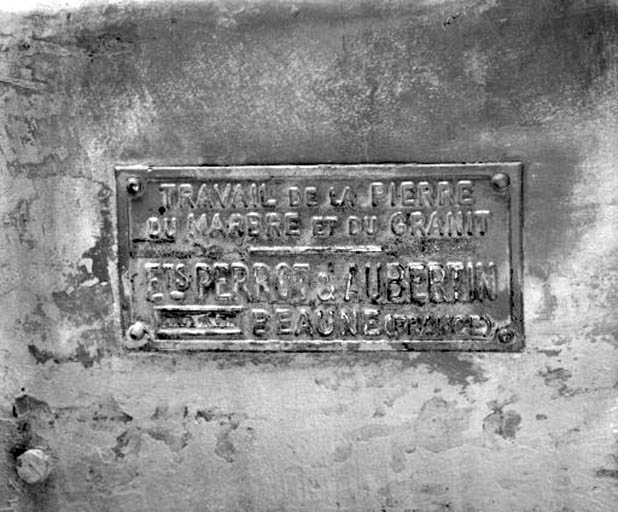 TRAVAIL DE LA PIERRE
DU MARBRE ET DU GRANIT
ETS PERROT & AUBERTIN
BEAUNE (FRANCE)